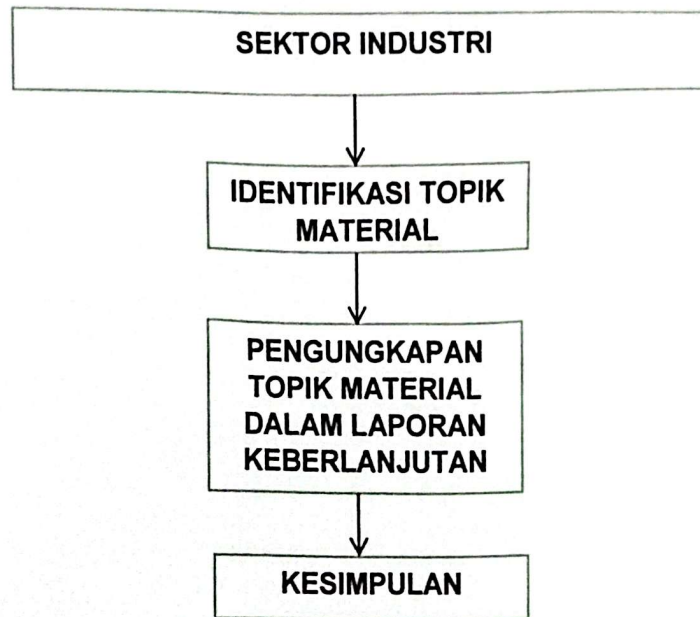 SEKTOR INDUSTRI
IDENTIFIKASI TOPIK
MATERIAL
PENGUNGKAPAN
TOPIK MATERIAL
DALAM LAPORAN
KEBERLANJUTAN
KESIMPULAN